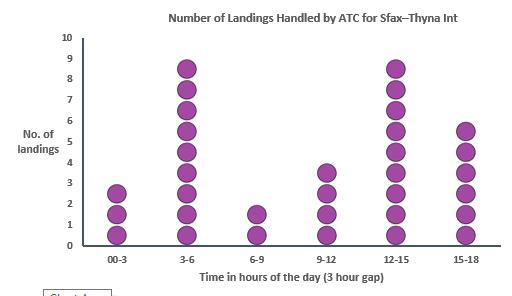 Number of Landings Handled by ATC for Sfax–Thyna Int
10
9
8
7
6
5
4
3
2
1
0
No. of
landings
00-3 3-6 6-9 9-12 12-15 15-18
Time in hours of the day (3 hour gap)